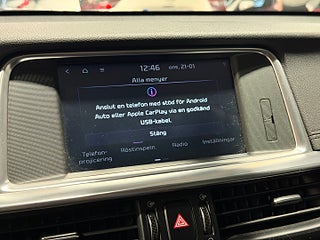 12:46 ons. 21-01
Alla menyer
Anslut en telefon med stöd för Android
Auto eller Apple CarPlay via en godkänd
USB-kabel.
Stäng
Telefon-
projicering Röstinspeln. Radio Inställningar